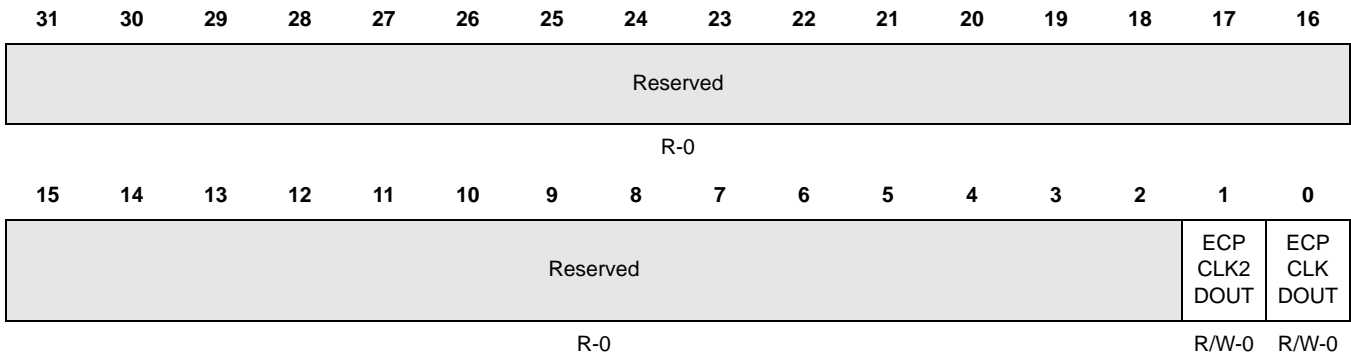 31 30 29 28 27 26 25 24 23 22 21 20 19 18 17 16
Reserved
R-0
15 14 13 12 11 10 9 8 7 6 5 4 3 2 1 0
Reserved
ECP
CLK2
DOUT
ECP
CLK
DOUT
R-0 R/W-0 R/W-0